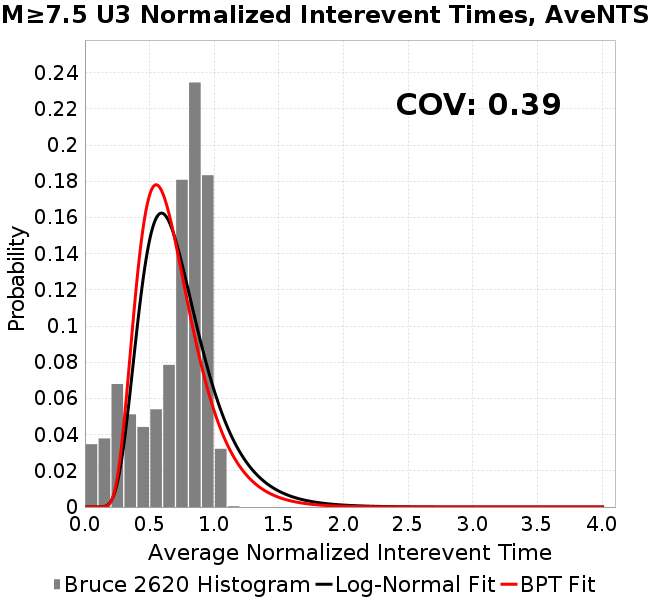 M≥7.5 U3 Normalized Interevent Times, AveNTS
COV: 0.39
Probability
0.24
0.22
0.2
0.18
0.16
0.14
0.12
0.1
0.08
0.06
0.04
0.02
0
0.0 0.5 1.0 1.5 2.0 2.5 3.0 3.5 4.0
Average Normalized Interevent Time
Bruce 2620 Histogram Log-Normal Fit BPT Fit